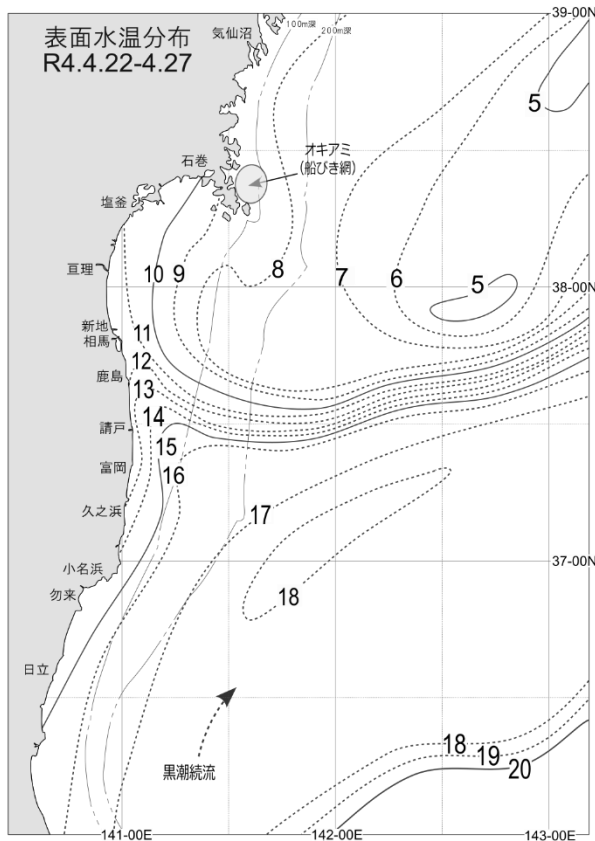 表面水温分布
R4.4.22-4.27
気仙沼
100m深
200m深
39-00N
5
オキアミ
(船びき網)
石巻
塩釜
亘理
10
9
8
7
6
5
38-00N
新地
相馬
11
12
鹿島
13
14
請戸
15
富岡
16
久之浜
17
37-00N
小名浜
勿来
18
日立
黒潮続流
18
19
20
141-00E
142-00E
143-00E